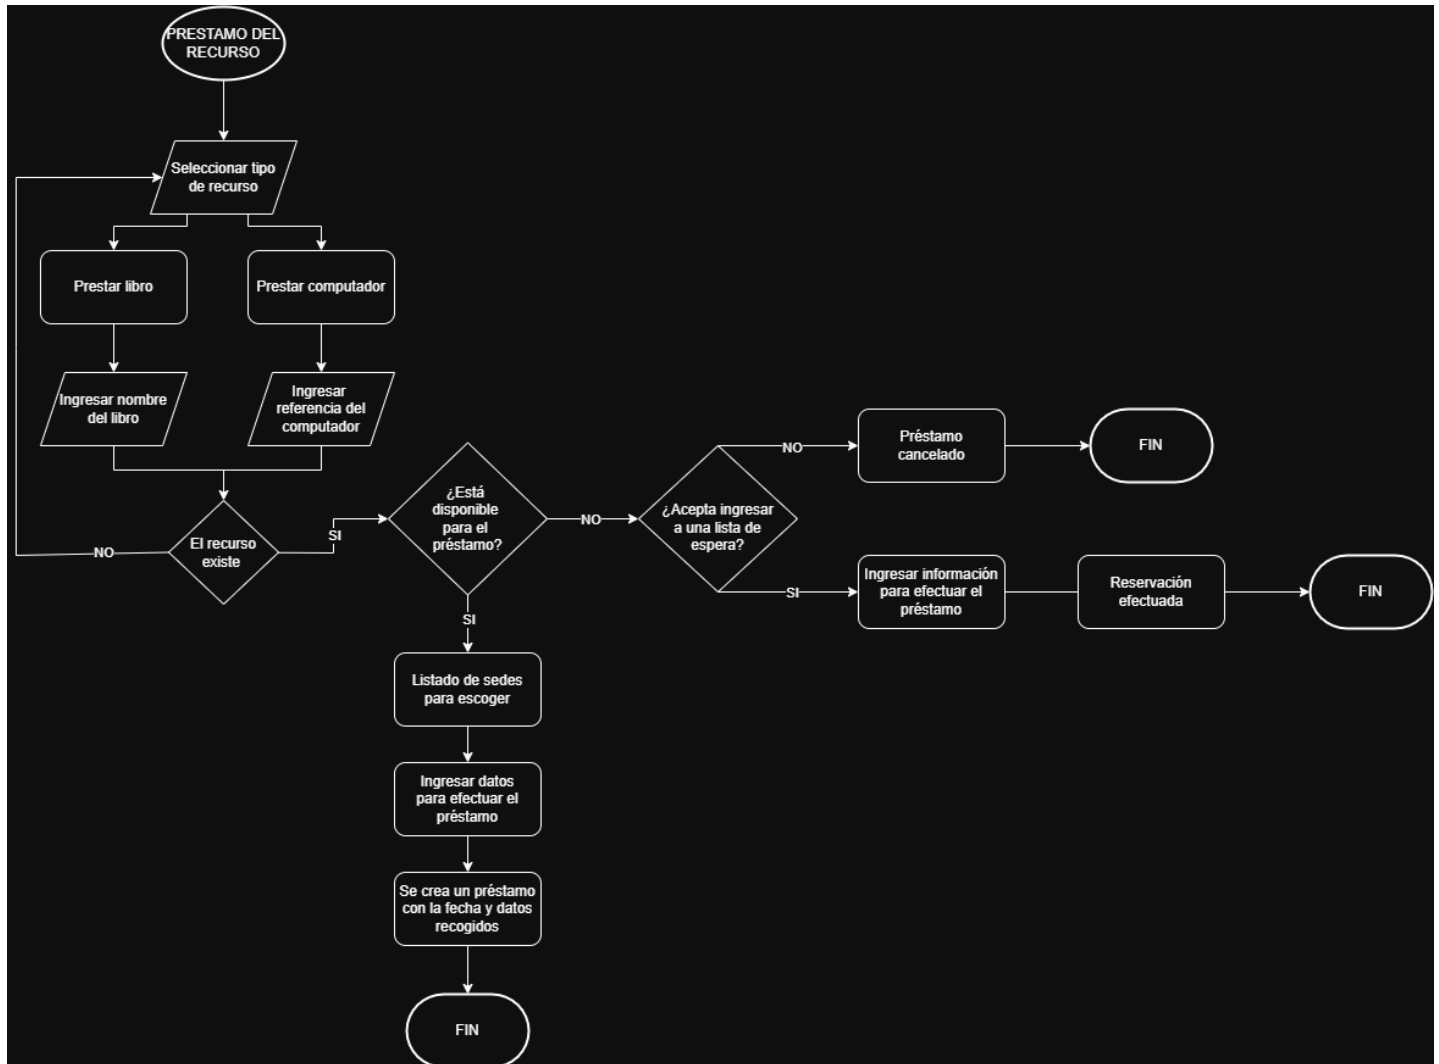 PRESTAMO DEL
RECURSO
Seleccionar tipo
de recurso
Prestar libro
Prestar computador
Ingresar nombre
del libro
Ingresar
referencia del
computador
El recurso
existe
NO
SI
¿Está
disponible
para el
préstamo?
NO
¿Acepta ingresar
a una lista de
espera?
NO
Préstamo
cancelado
FIN
SI
Ingresar información
para efectuar el
préstamo
Reservación
efectuada
FIN
SI
Listado de sedes
para escoger
Ingresar datos
para efectuar el
préstamo
Se crea un préstamo
con la fecha y datos
recogidos
FIN